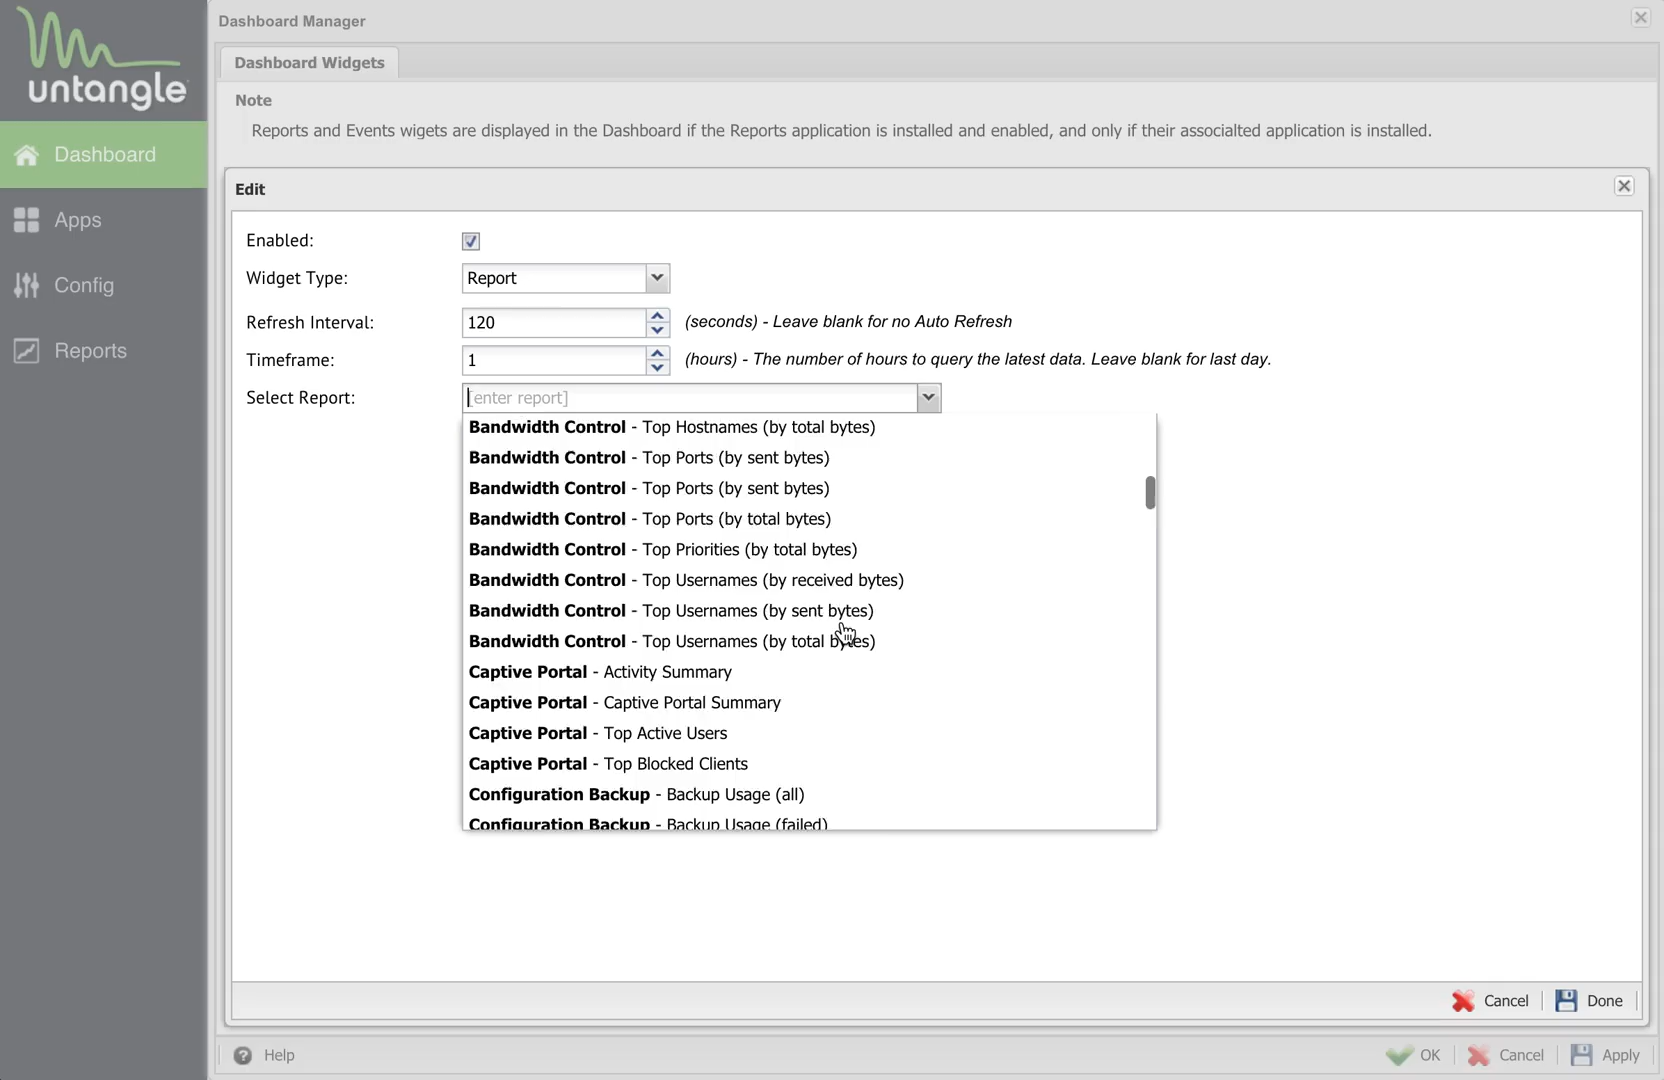 untangle
Dashboard
Apps
Config
Reports
Dashboard Manager
Dashboard Widgets
Note
Reports and Events wigets are displayed in the Dashboard if the Reports application is installed and enabled, and only if their associalted application is installed.
Edit
Enabled:
Widget Type: Report
Refresh Interval: 120 (seconds) - Leave blank for no Auto Refresh
Timeframe: 1 (hours) - The number of hours to query the latest data. Leave blank for last day.
Select Report: [enter report]
Bandwidth Control - Top Hostnames (by total bytes)
Bandwidth Control - Top Ports (by sent bytes)
Bandwidth Control - Top Ports (by sent bytes)
Bandwidth Control - Top Ports (by total bytes)
Bandwidth Control - Top Priorities (by total bytes)
Bandwidth Control - Top Usernames (by received bytes)
Bandwidth Control - Top Usernames (by sent bytes)
Bandwidth Control - Top Usernames (by total bytes)
Captive Portal - Activity Summary
Captive Portal - Captive Portal Summary
Captive Portal - Top Active Users
Captive Portal - Top Blocked Clients
Configuration Backup - Backup Usage (all)
Configuration Backup - Backup Usage (failed)
Cancel Done
Help OK Cancel Apply